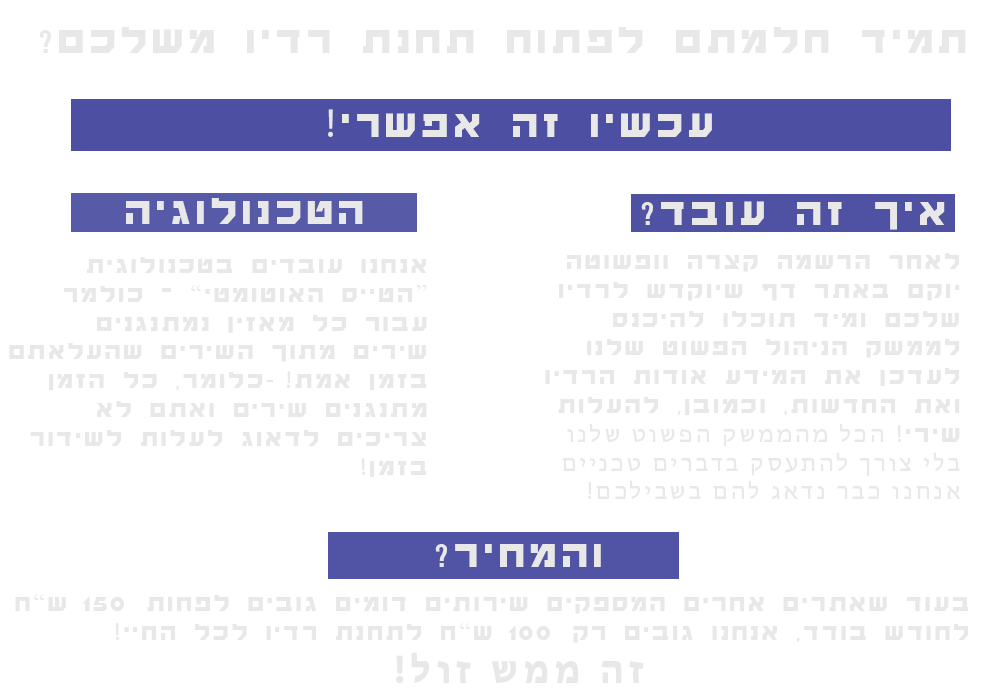 תמיד חלמתם לפתוח תחנת רדיו משלכם?
עכשיו זה אפשרי!
איך זה עובד?
לאחר הרשמה קצרה וופשוטה
יוקם באתר דף שיוקדש לרדיו
שלכם ומיד תוכלו להיכנס
לממשק הניהול הפשוט שלנו
לעדכן את המידע אודות הרדיו
ואת החדשות, וכמובן, להעלות
שירי! הכל מהממשק הפשוט שלנו
בלי צורך להתעסק בדברים טכניים
אנחנו כבר נדאג להם בשבילכם!
הטכנולוגיה
אנחנו עובדים בטכנולוגית
"הטייס האוטומטי" - כולמר
עבור כל מאזין נמתנגנים
שירים מתוך השירים שהעלאתם
בזמן אמת! -כלומר, כל הזמן
מתנגנים שירים ואתם לא
צריכים לדאוג לעלות לשידור
בזמן!
והמחיר?
בעוד שאתרים אחרים המספקים שירותים דומים גובים לפחות 150 ש"ח
לחודש בודר, אנחנו גובים רק 100 ש"ח לתחנת רדיו לכל החיי!
זה ממש זול!